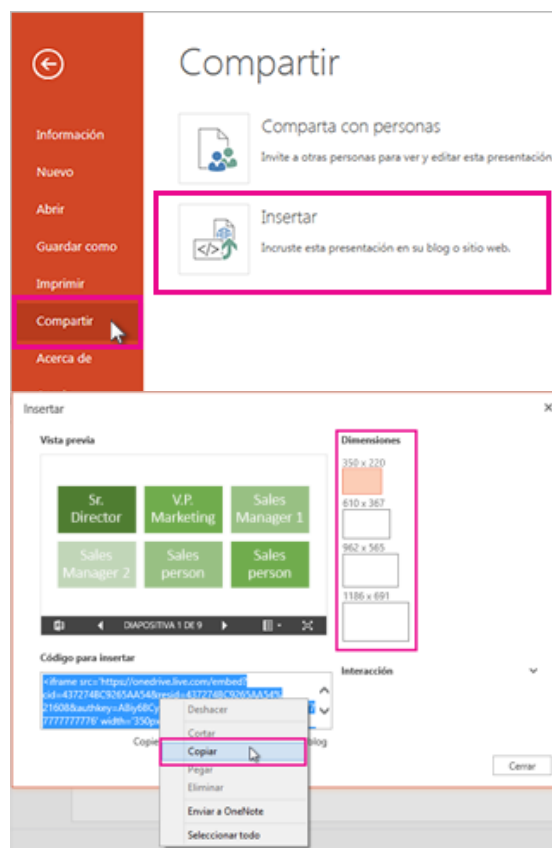 Compartir
Información
Nuevo
Abrir
Guardar como
Imprimir
Compartir
Acerca de
Comparta con personas
Invite a otras personas para ver y editar esta presentación
Insertar
Incruste esta presentación en su blog o sitio web.
Insertar
Vista previa
Sr. Director
V.P. Marketing
Sales Manager 1
Sales Manager 2
Sales person
Sales person
DIAPOSITIVA 1 DE 9
Dimensiones
350 x 220
610 x 367
962 x 565
1186 x 691
Código para insertar
<iframe src='https://onedrive.live.com/embed?
cid=437274BC9265AA54&resid=437274BC9265AA54%
21608&authkey=
7777777776' width='350px
Interacción
Deshacer
Cortar
Copiar
Pegar
Eliminar
Enviar a OneNote
Seleccionar todo
blog
Cerrar